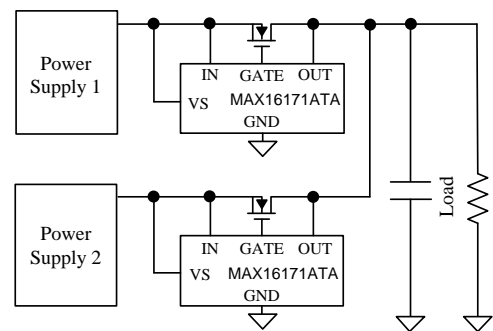 Power
Supply 1
IN GATE OUT
VS
MAX16171ATA
GND
Power
Supply 2
IN GATE OUT
VS
MAX16171ATA
GND
Load